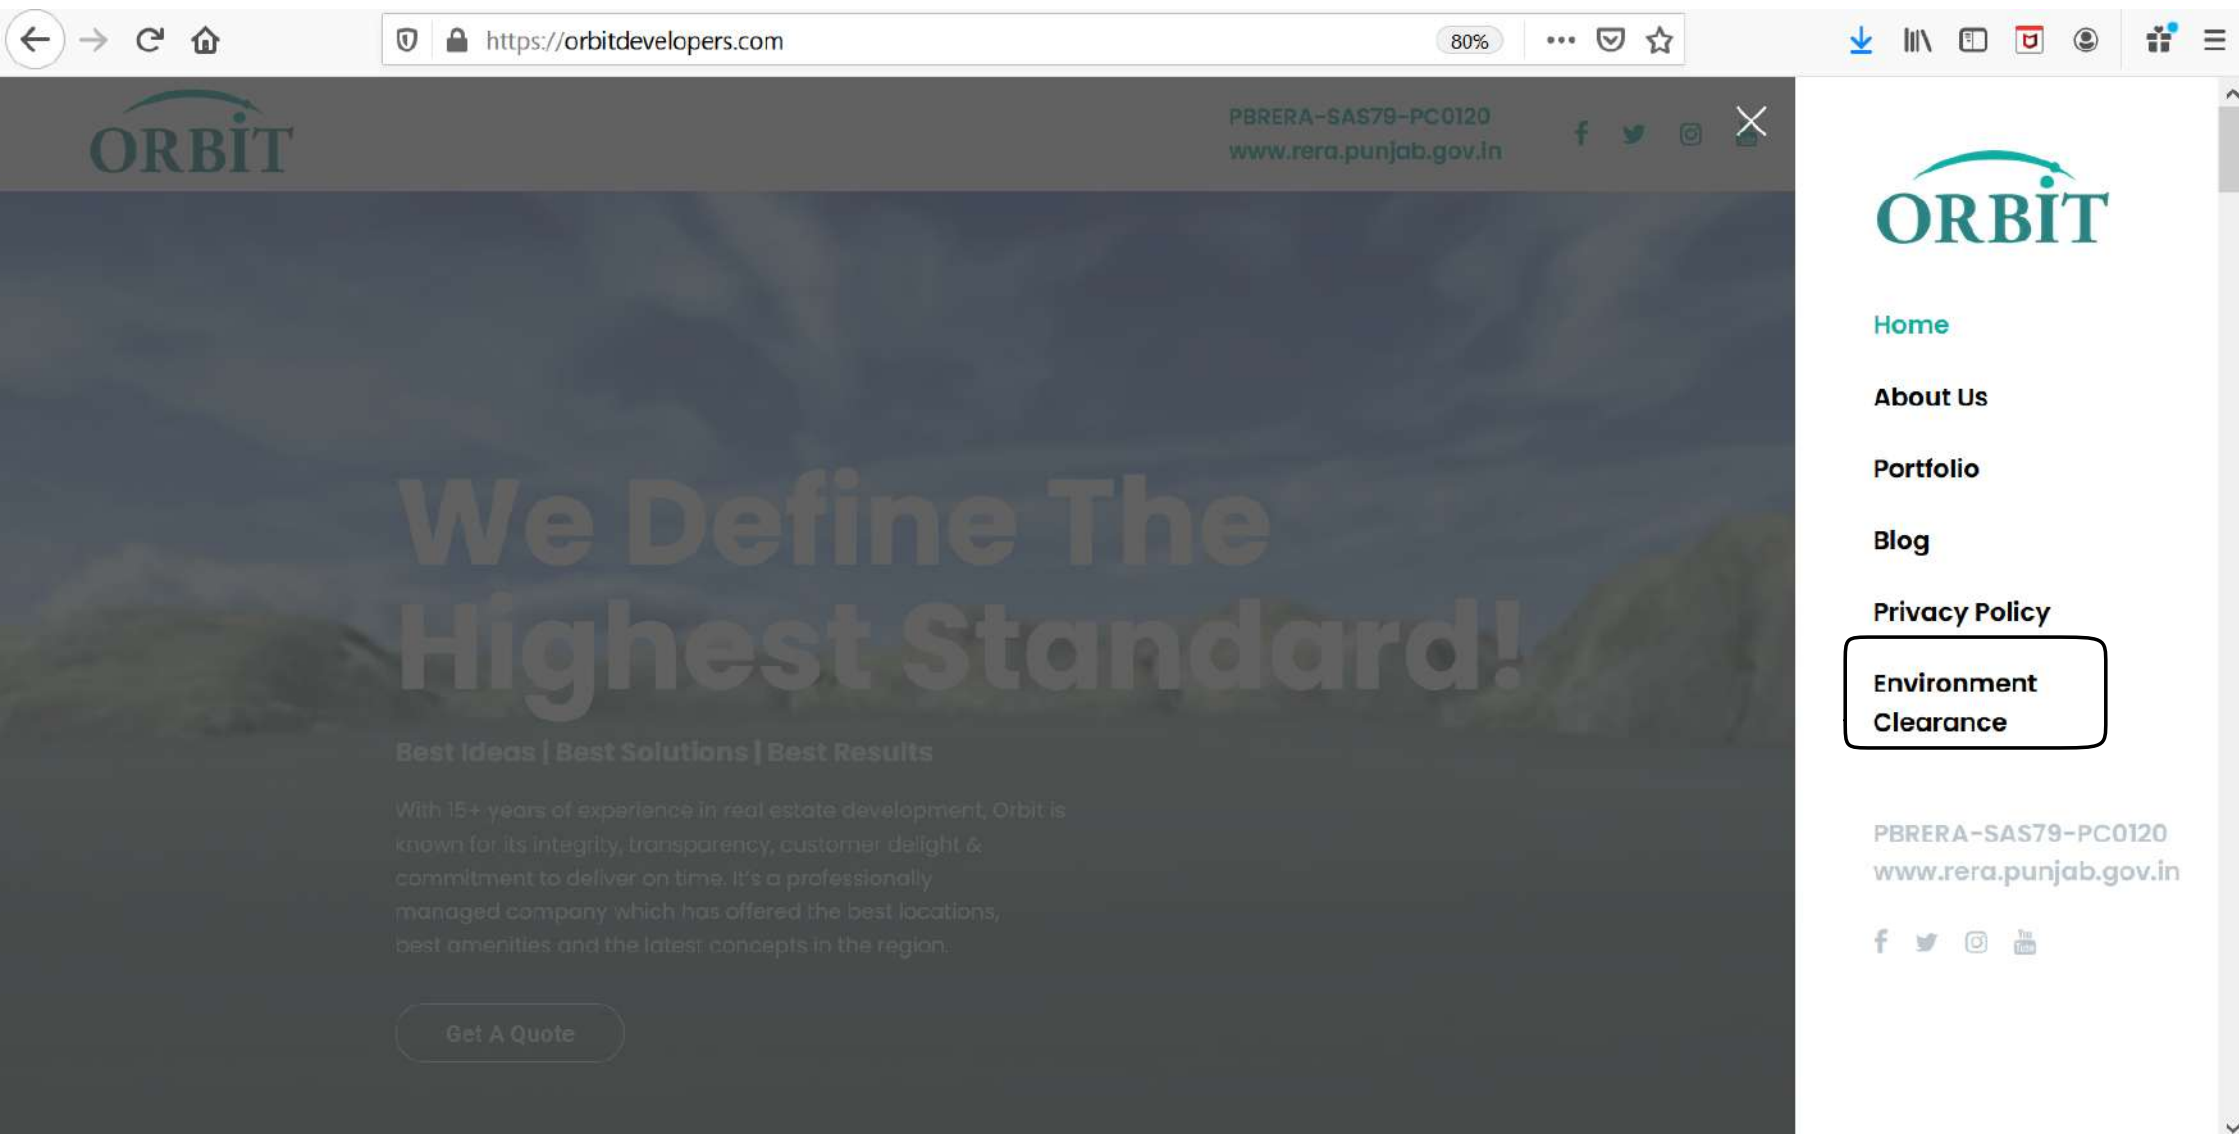 https://orbitdevelopers.com
80%
ORBIT
PBRERA-SAS79-PC0120
www.rera.punjab.gov.in
We Define The
Highest Standard!
Best Ideas | Best Solutions | Best Results
With 15+ years of experience in real estate development, Orbit is
known for its integrity, transparency, customer delight &
commitment to deliver on time. It's a professionally
managed company which has offered the best locations,
best amenities and the latest concepts in the region.
Get A Quote
ORBIT
Home
About Us
Portfolio
Blog
Privacy Policy
Environment
Clearance
PBRERA-SAS79-PC0120
www.rera.punjab.gov.in
You
Tube